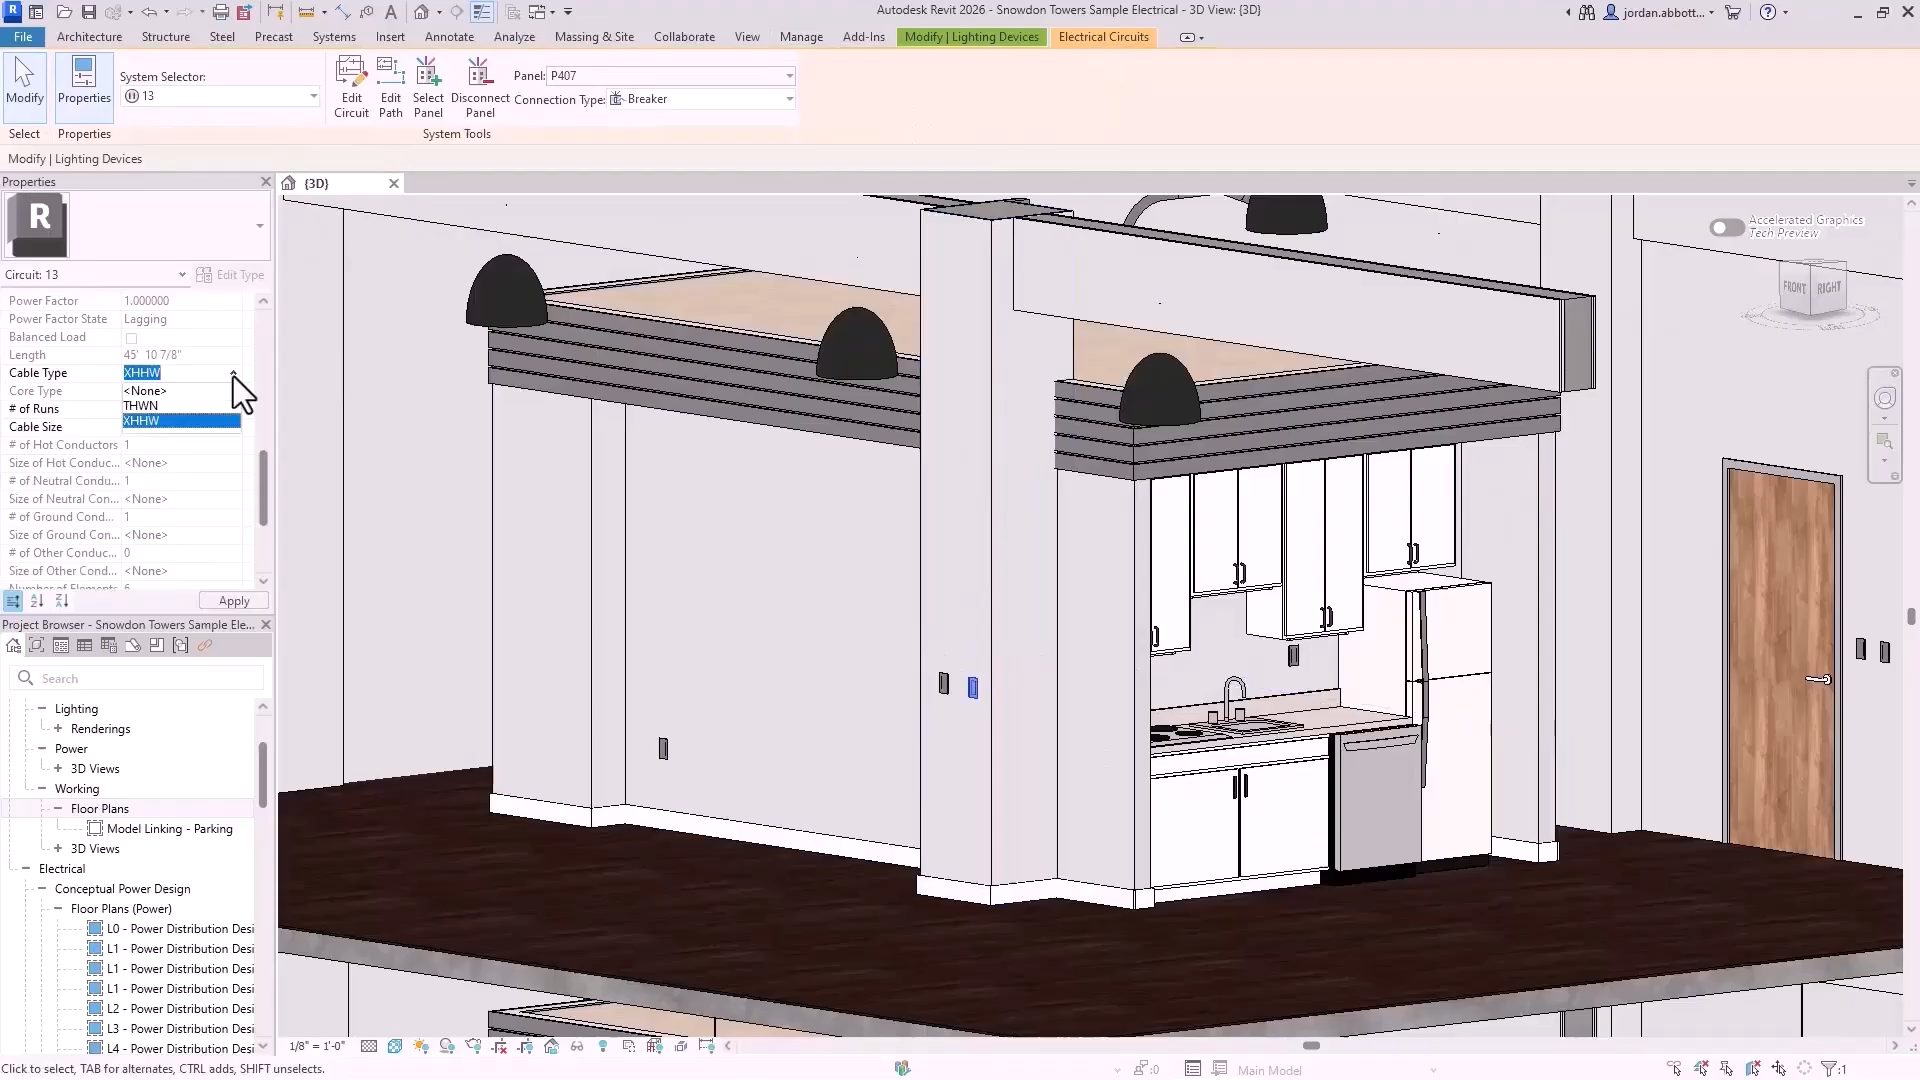 Autodesk Revit 2026 - Snowdon Towers Sample Electrical - 3D View: {3D}
jordan.abbott...
File
Architecture
Structure
Steel
Precast
Systems
Insert
Annotate
Analyze
Massing & Site
Collaborate
View
Manage
Add-Ins
Modify | Lighting Devices
Electrical Circuits
Modify
Properties
System Selector:
13
Edit Circuit
Edit Path
Select Panel
Disconnect Panel
Panel: P407
Connection Type: Breaker
Select
Properties
System Tools
Modify | Lighting Devices
Properties
{3D}
R
Circuit: 13
Edit Type
Power Factor 1.000000
Power Factor State Lagging
Balanced Load
Length 45' 10 7/8"
Cable Type XHHW
Core Type <None>
THWN
# of Runs
XHHW
Cable Size
# of Hot Conductors 1
Size of Hot Conduc... <None>
# of Neutral Condu... 1
Size of Neutral Con... <None>
# of Ground Cond... 1
Size of Ground Con... <None>
# of Other Conduc... 0
Size of Other Cond... <None>
Number of Elements 6
Apply
Accelerated Graphics
Tech Preview
FRONT
RIGHT
Project Browser - Snowdon Towers Sample Ele...
Search
Lighting
Renderings
Power
3D Views
Working
Floor Plans
Model Linking - Parking
3D Views
Electrical
Conceptual Power Design
Floor Plans (Power)
L0 - Power Distribution Desi
L1 - Power Distribution Desi
L1 - Power Distribution Desi
L1 - Power Distribution Desi
L2 - Power Distribution Desi
L3 - Power Distribution Desi
L4 - Power Distribution Desi
1/8" = 1'-0"
Click to select, TAB for alternates, CTRL adds, SHIFT unselects.
:0
Main Model
:1